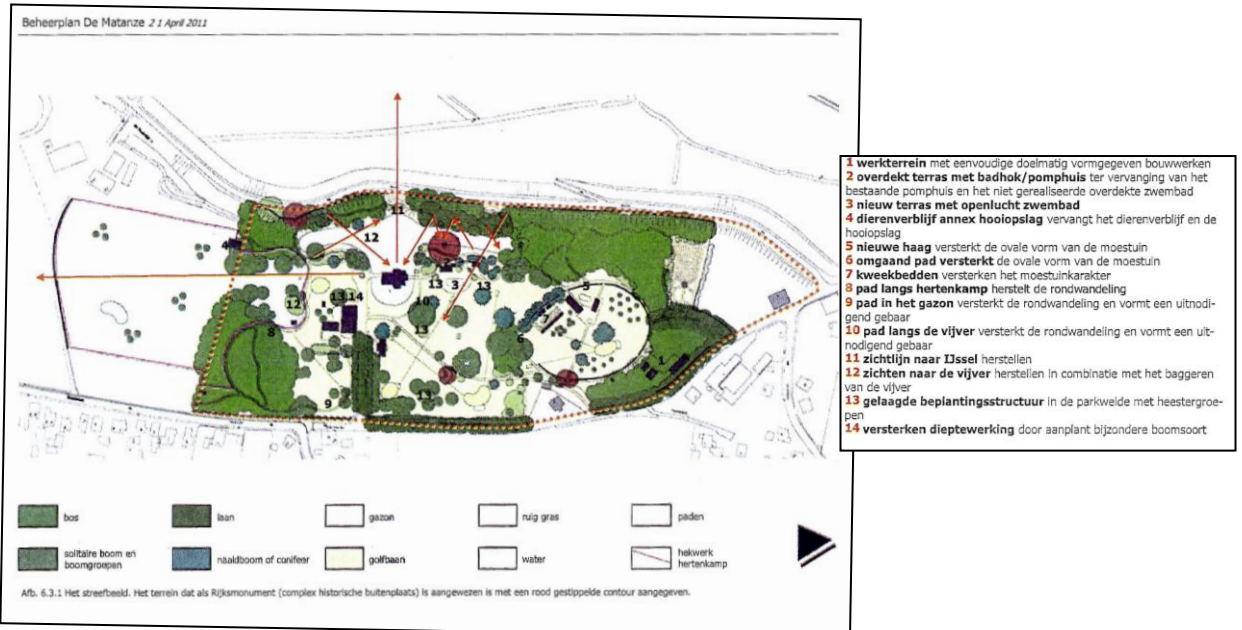 Beheerplan De Matanze 2 1 April 2011
11
12
4
12
13 14
13 3 13
10
13
5
8
6
1
9
13
1 werkterrein met eenvoudige doelmatig vormgegeven bouwwerken
2 overdekt terras met badhok/pomphuis ter vervanging van het
bestaande pomphuis en het niet gerealiseerde overdekte zwembad
3 nieuw terras met openlucht zwembad
4 dierenverblijf annex hooiopslag vervangt het dierenverblijf en de
hooiopslag
5 nieuwe haag versterkt de ovale vorm van de moestuin
6 omgaand pad versterkt de ovale vorm van de moestuin
7 kweekbedden versterken het moestuinkarakter
8 pad langs hertenkamp herstelt de rondwandeling
9 pad in het gazon versterkt de rondwandeling en vormt een uitnodi-
gend gebaar
10 pad langs de vijver versterkt de rondwandeling en vormt een uit-
nodigend gebaar
11 zichtlijn naar IJssel herstellen
12 zichten naar de vijver herstellen in combinatie met het baggeren
van de vijver
13 gelaagde beplantingsstructuur in de parkweide met heestergroe-
pen
14 versterken dieptewerking door aanplant bijzondere boomsoort
bos
laan
gazon
ruig gras
paden
solitaire boom en
boomgroepen
naaldboom of conifeer
golfbaan
water
hekwerk
hertenkamp
Afb. 6.3.1 Het streefbeeld. Het terrein dat als Rijksmonument (complex historische buitenplaats) is aangewezen is met een rood gestippelde contour aangegeven.